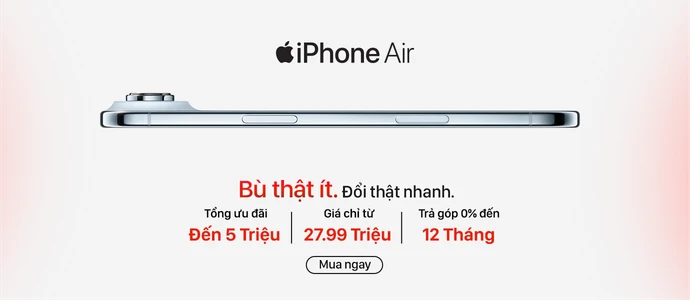 iPhone Air
Bù thật ít. Đổi thật nhanh.
Tổng ưu đãi
Đến 5 Triệu
Giá chỉ từ
27.99 Triệu
Trả góp 0% đến
12 Tháng
Mua ngay